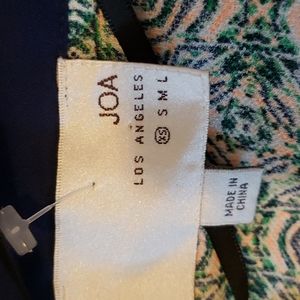 JOA
LOS ANGELES
XS S M L
MADE IN
CHINA